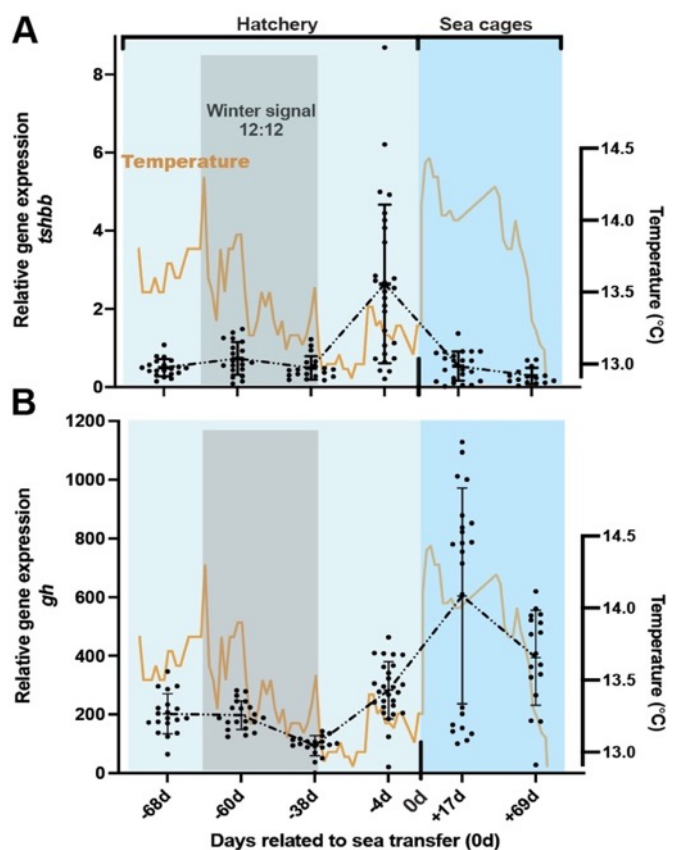 A
Hatchery
Sea cages
8
6
4
2
0
Relative gene expression
tshbb
Winter signal
12:12
Temperature
14.5
14.0
13.5
13.0
Temperature (°C)
B
1200
1000
800
600
400
200
0
Relative gene expression
gh
14.5
14.0
13.5
13.0
Temperature (°C)
-68d
-60d
-38d
-4d
0d
+17d
+69d
Days related to sea transfer (0d)